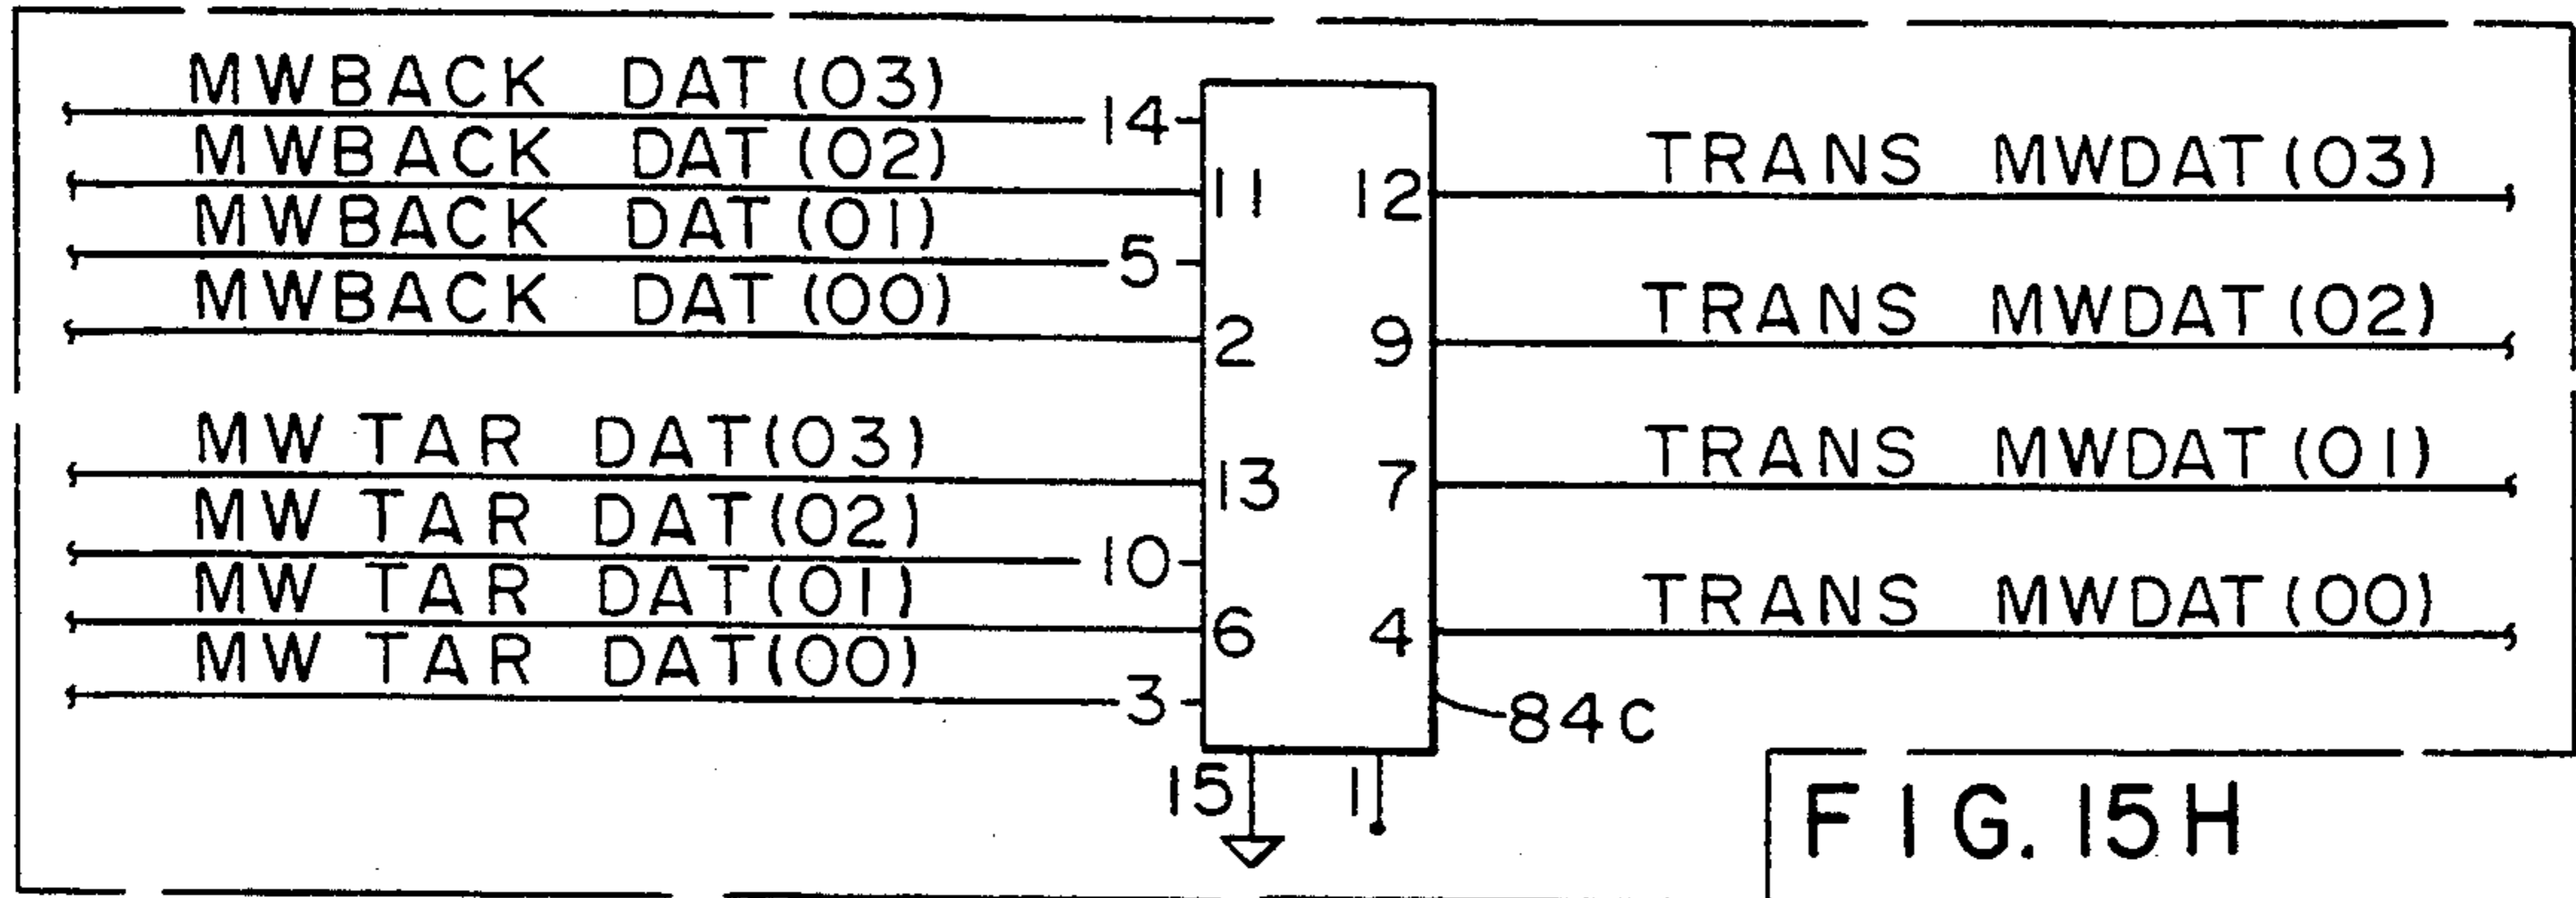 MWBACK DAT(03)
14
MWBACK DAT(02)
11
MWBACK DAT(01)
5
MWBACK DAT(00)
2
MW TAR DAT(03)
13
MW TAR DAT(02)
10
MW TAR DAT(01)
6
MW TAR DAT(00)
3
12
TRANS MWDAT(03)
9
TRANS MWDAT(02)
7
TRANS MWDAT(01)
4
TRANS MWDAT(00)
84c
15
1
FIG. 15H